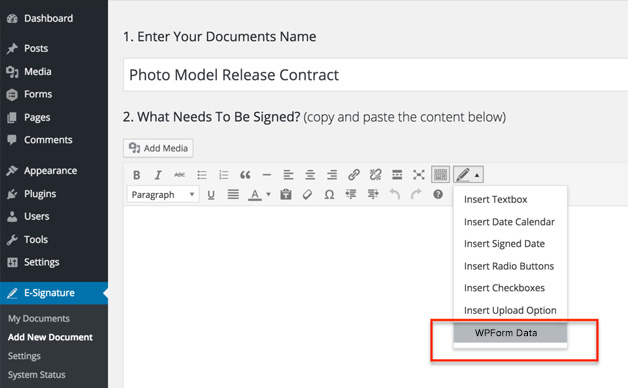 Dashboard
Posts
Media
Forms
Pages
Comments
Appearance
Plugins
Users
Tools
Settings
E-Signature
My Documents
Add New Document
Settings
System Status
1. Enter Your Documents Name
Photo Model Release Contract
2. What Needs To Be Signed? (copy and paste the content below)
Add Media
B I ABC
Paragraph U A Ω
Insert Textbox
Insert Date Calendar
Insert Signed Date
Insert Radio Buttons
Insert Checkboxes
Insert Upload Option
WPForm Data